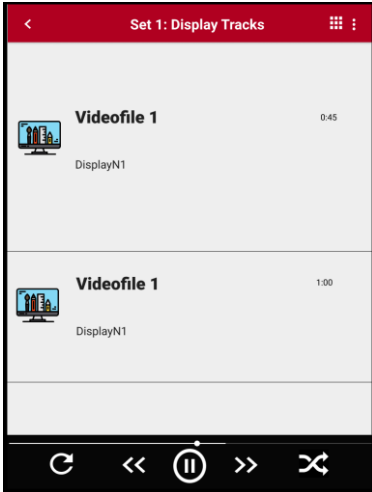 Set 1: Display Tracks
Videofile 1
0:45
DisplayN1
Videofile 1
1:00
DisplayN1